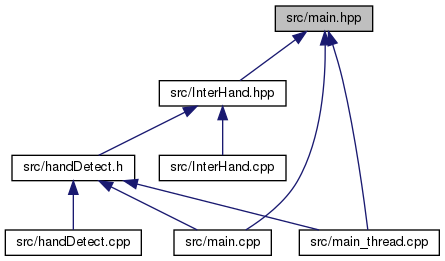 src/main.hpp
src/InterHand.hpp
src/handDetect.h
src/InterHand.cpp
src/handDetect.cpp
src/main.cpp
src/main_thread.cpp